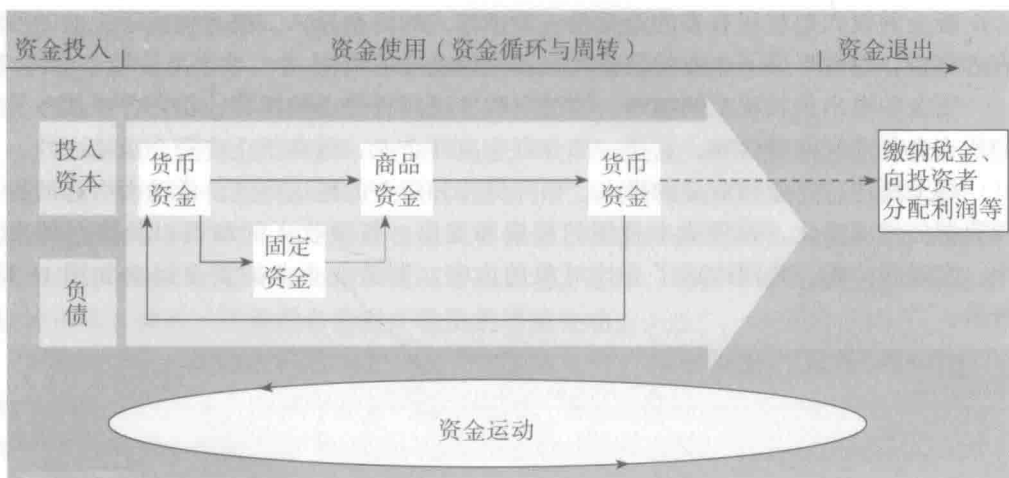 资金投入
资金使用（资金循环与周转）
资金退出
投入
资本
货币
资金
商品
资金
货币
资金
缴纳税金、
向投资者
分配利润等
固定
资金
负
债
资金运动